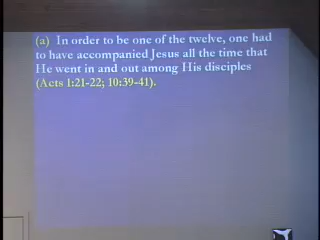 (a) In order to be one of the twelve, one had
to have accompanied Jesus all the time that
He went in and out among His disciples
(Acts 1:21-22; 10:39-41).